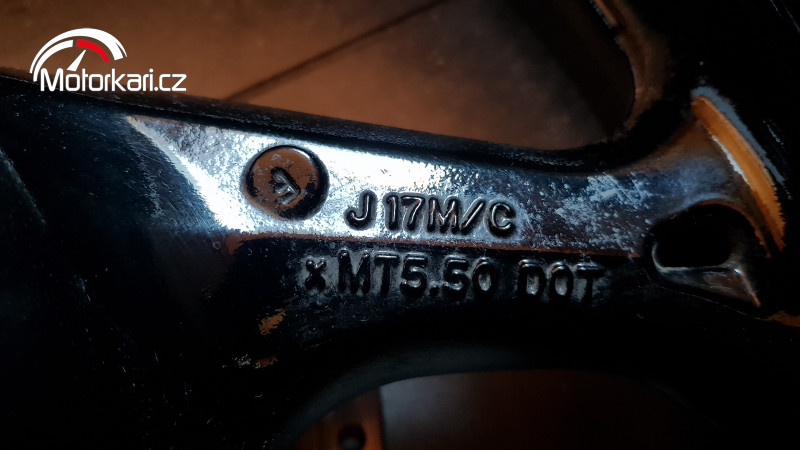 Motorkari.cz
J 17M/C
x MT5.50 DOT